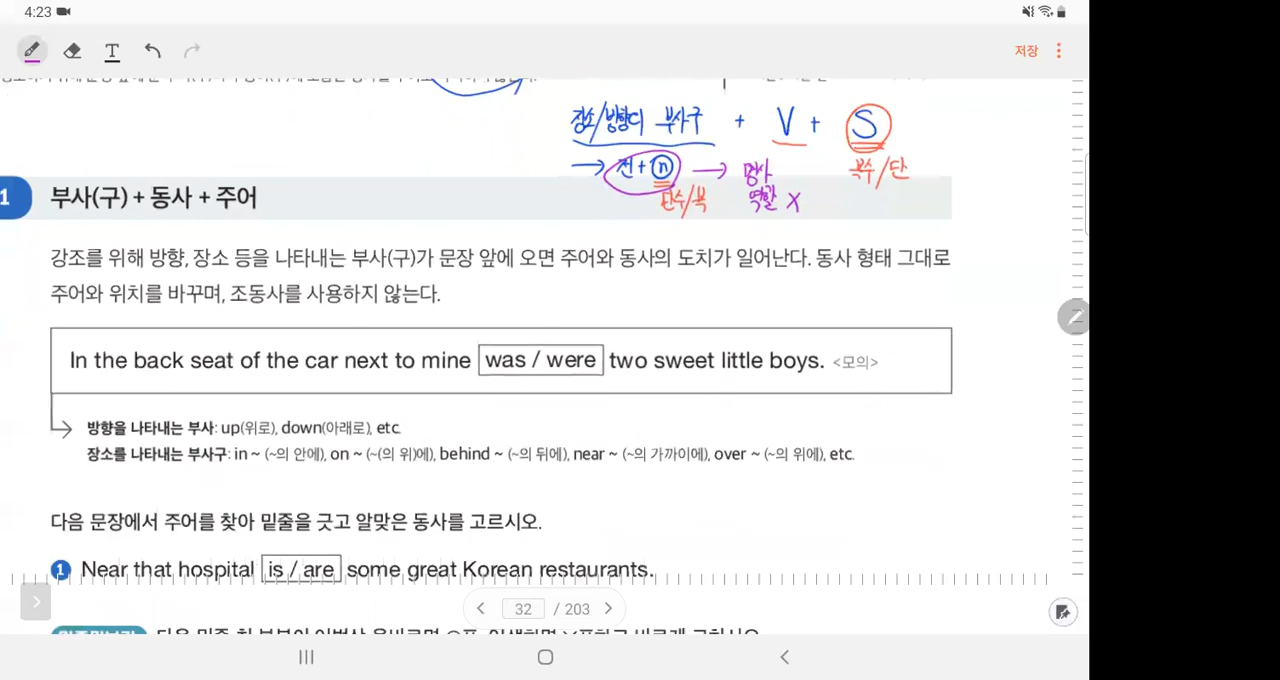 4:23
저장
장소/방향의 부사구 + V + S
→ 전+n → 명사 복수/단
단수/복 역할 X
1 부사(구) + 동사 + 주어
강조를 위해 방향, 장소 등을 나타내는 부사(구)가 문장 앞에 오면 주어와 동사의 도치가 일어난다. 동사 형태 그대로
주어와 위치를 바꾸며, 조동사를 사용하지 않는다.
In the back seat of the car next to mine was / were two sweet little boys. <모의>
방향을 나타내는 부사: up(위로), down(아래로), etc.
장소를 나타내는 부사구: in ~ (~의 안에), on ~ (~(의 위)에), behind ~ (~의 뒤에), near ~ (~의 가까이에), over ~ (~의 위에), etc.
다음 문장에서 주어를 찾아 밑줄을 긋고 알맞은 동사를 고르시오.
1 Near that hospital is / are some great Korean restaurants.
32 / 203